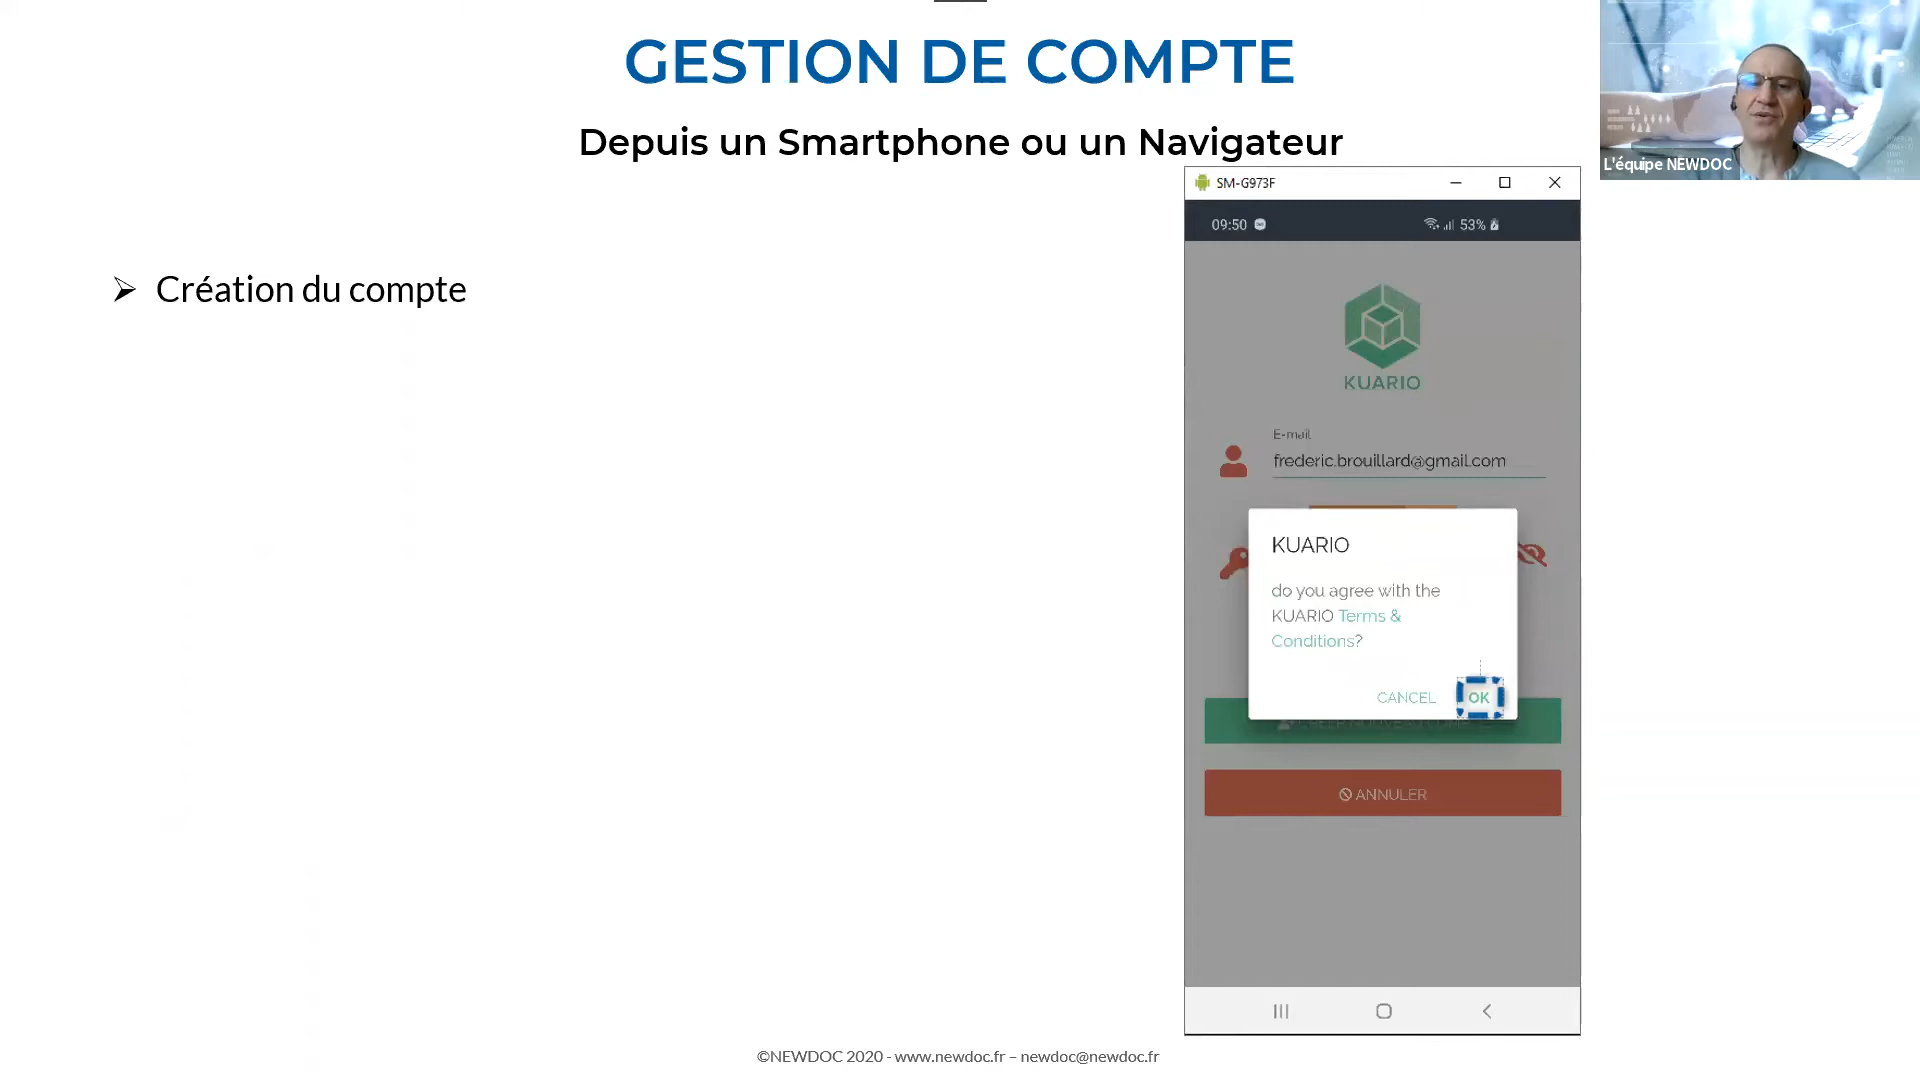 GESTION DE COMPTE
Depuis un Smartphone ou un Navigateur
L'équipe NEWDOC
SM-G973F
09:50
53%
Création du compte
KUARIO
E-mail
frederic.brouillard@gmail.com
KUARIO
do you agree with the
KUARIO Terms &
Conditions?
CANCEL
OK
ANNULER
©NEWDOC 2020 - www.newdoc.fr – newdoc@newdoc.fr